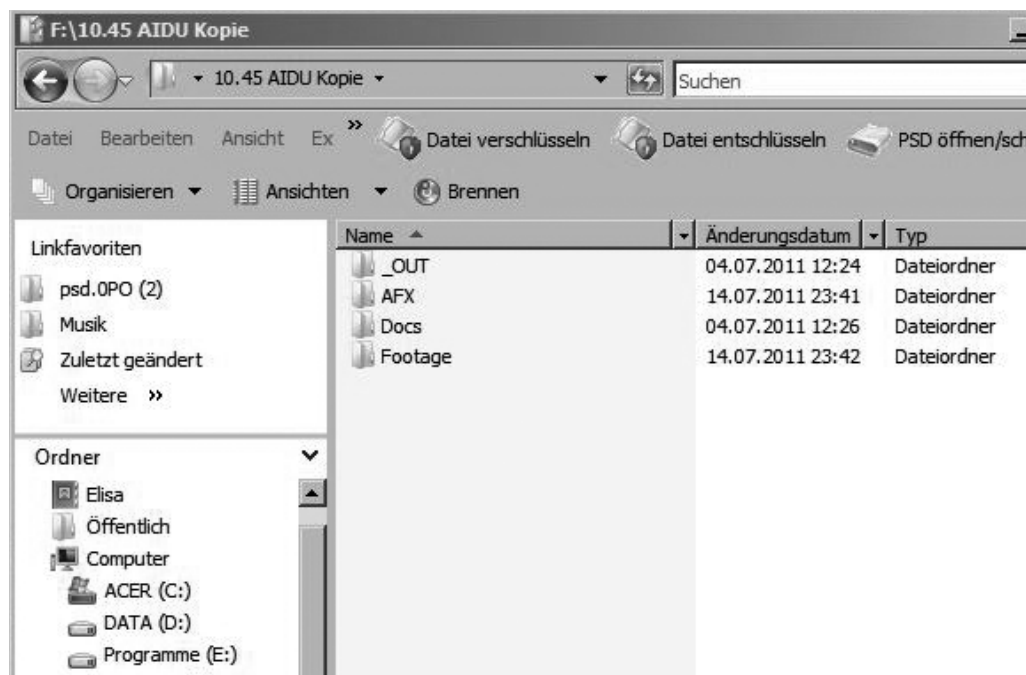 F:\10.45 AIDU Kopie
10.45 AIDU Kopie
Suchen
Datei Bearbeiten Ansicht Ex » Datei verschlüsseln Datei entschlüsseln PSD öffnen/sch
Organisieren Ansichten Brennen
Linkfavoriten
psd.0PO (2)
Musik
Zuletzt geändert
Weitere »
Ordner
Elisa
Öffentlich
Computer
ACER (C:)
DATA (D:)
Programme (E:)
Name Änderungsdatum Typ
_OUT 04.07.2011 12:24 Dateiordner
AFX 14.07.2011 23:41 Dateiordner
Docs 04.07.2011 12:26 Dateiordner
Footage 14.07.2011 23:42 Dateiordner